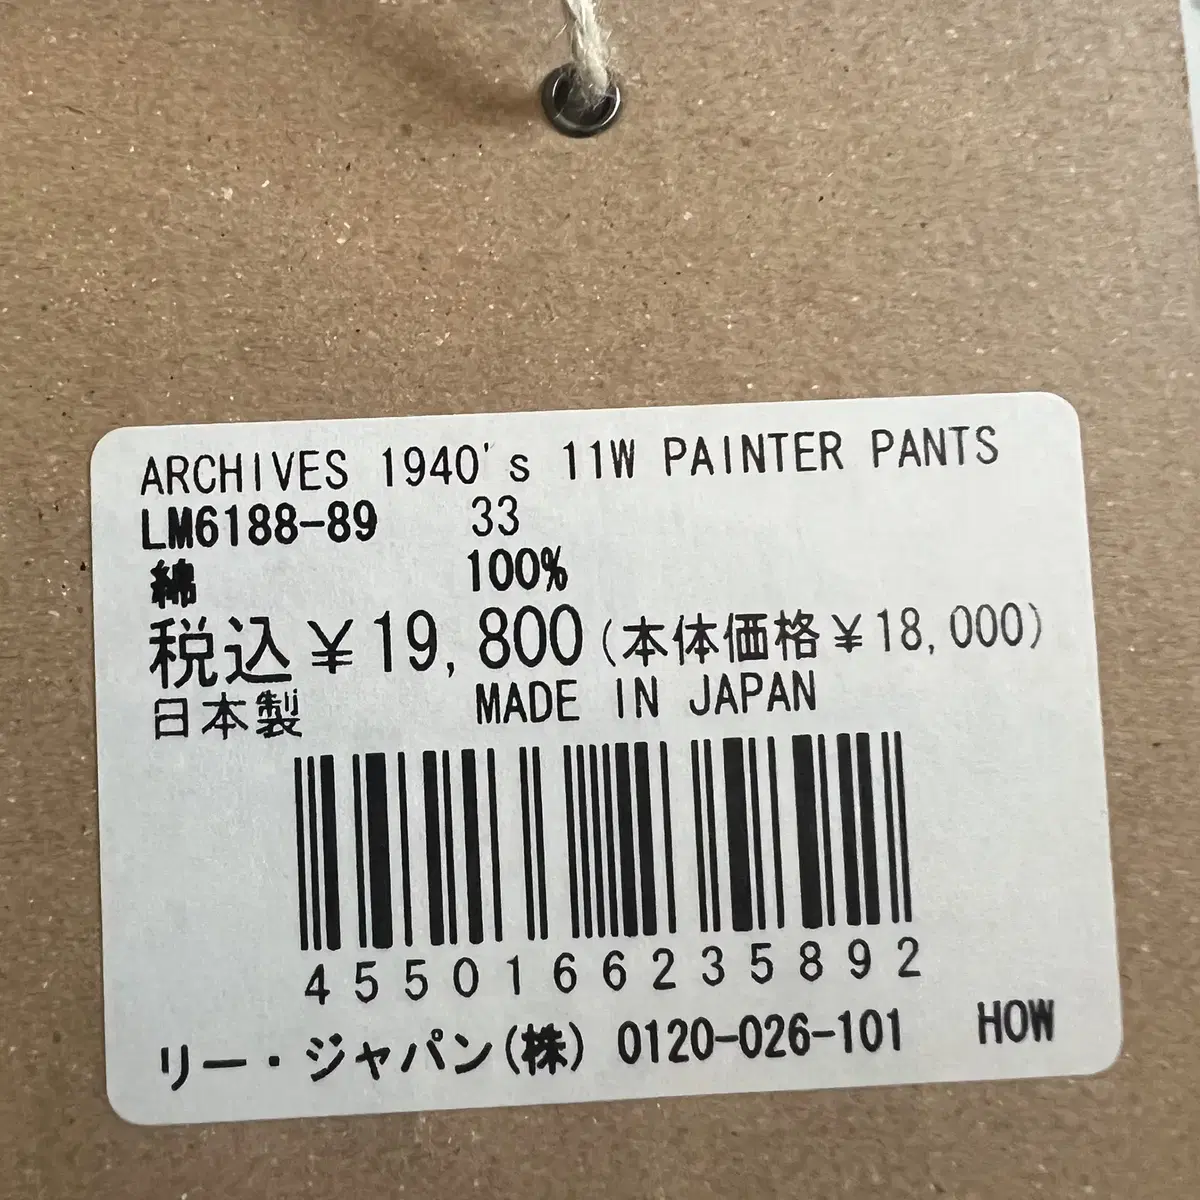 ARCHIVES 1940's 11W PAINTER PANTS
LM6188-89 33
綿 100%
税込¥19,800(本体価格¥18,000)
日本製 MADE IN JAPAN
4550166235892
リー・ジャパン(株) 0120-026-101 HOW